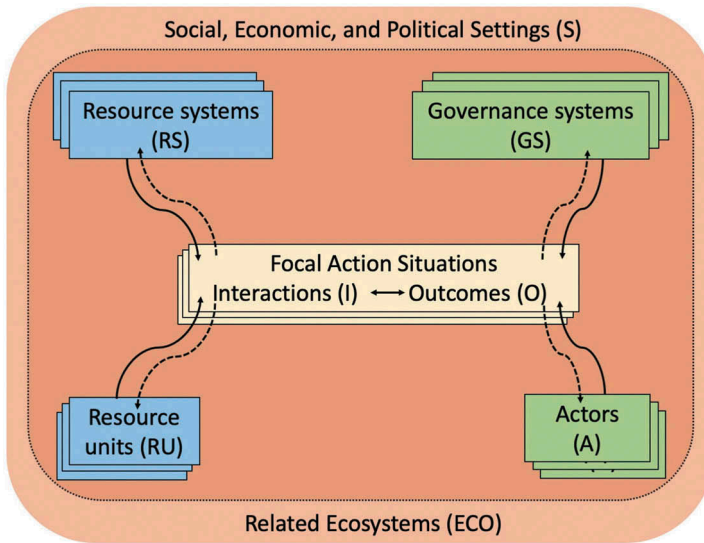 Social, Economic, and Political Settings (S)
Resource systems
(RS)
Governance systems
(GS)
Focal Action Situations
Interactions (I) Outcomes (O)
Resource
units (RU)
Actors
(A)
Related Ecosystems (ECO)